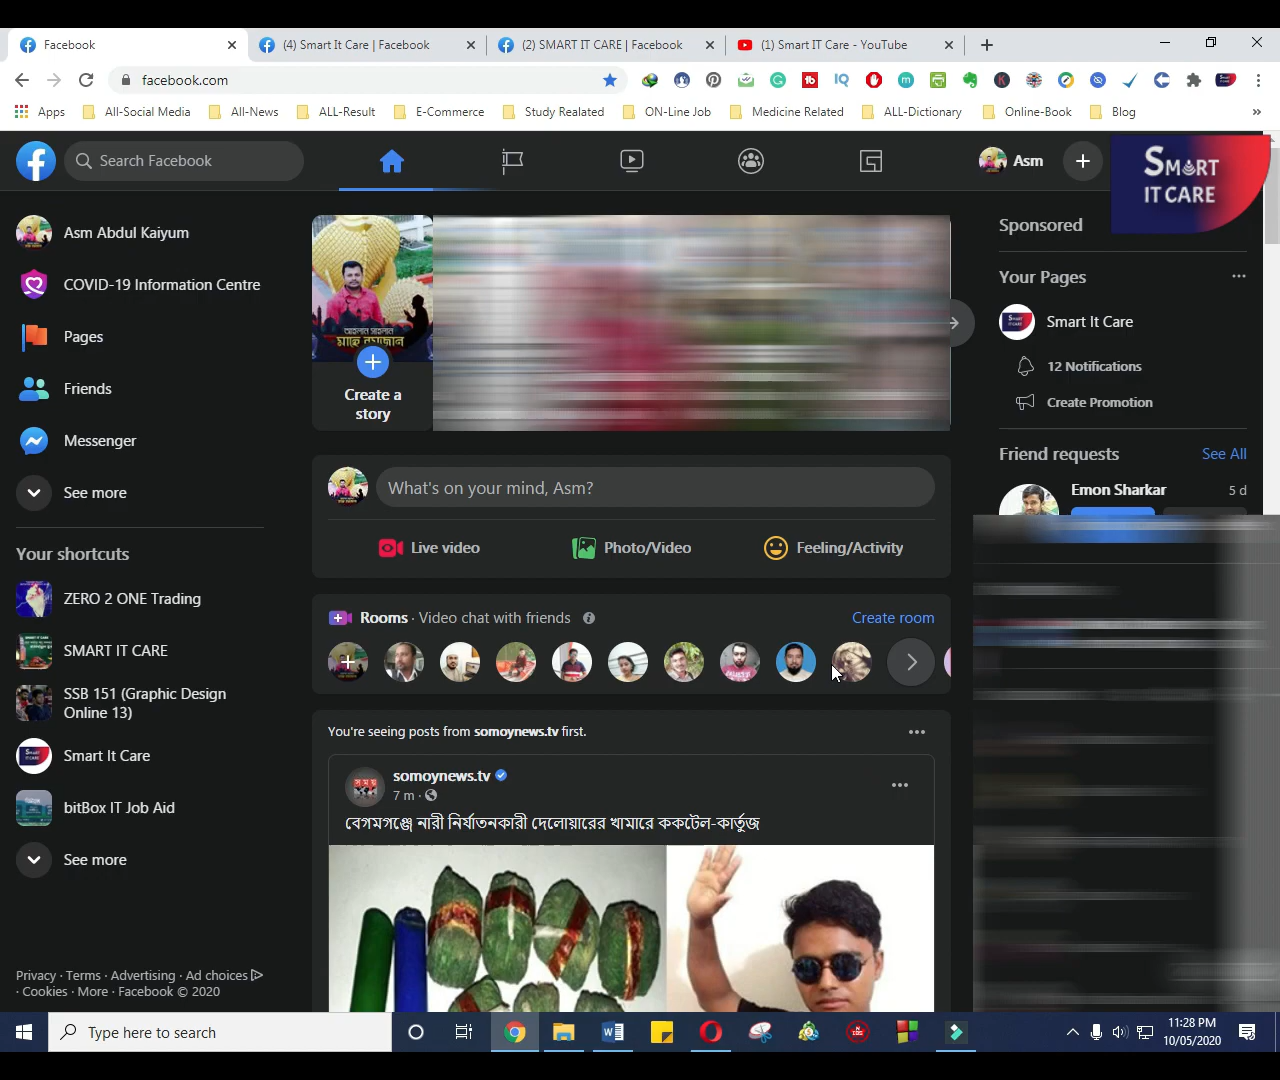 Facebook
(4) Smart It Care | Facebook
(2) SMART IT CARE | Facebook
(1) Smart IT Care - YouTube
facebook.com
Apps
All-Social Media
All-News
ALL-Result
E-Commerce
Study Realated
ON-Line Job
Medicine Related
ALL-Dictionary
Online-Book
Blog
Search Facebook
Asm
SMART
IT CARE
Asm Abdul Kaiyum
COVID-19 Information Centre
Pages
Friends
Messenger
See more
Your shortcuts
ZERO 2 ONE Trading
SMART IT CARE
SSB 151 (Graphic Design
Online 13)
Smart It Care
bitBox IT Job Aid
See more
Privacy · Terms · Advertising · Ad choices
· Cookies · More · Facebook © 2020
আহলান সাহলান
মাহে রমাজান
Create a
story
What's on your mind, Asm?
Live video
Photo/Video
Feeling/Activity
Rooms · Video chat with friends
Create room
You're seeing posts from somoynews.tv first.
somoynews.tv
7 m ·
বেগমগঞ্জে নারী নির্যাতনকারী দেলোয়ারের খামারে ককটেল-কার্তুজ
Sponsored
Your Pages
Smart It Care
12 Notifications
Create Promotion
Friend requests
See All
Emon Sharkar
5 d
Type here to search
11:28 PM
10/05/2020